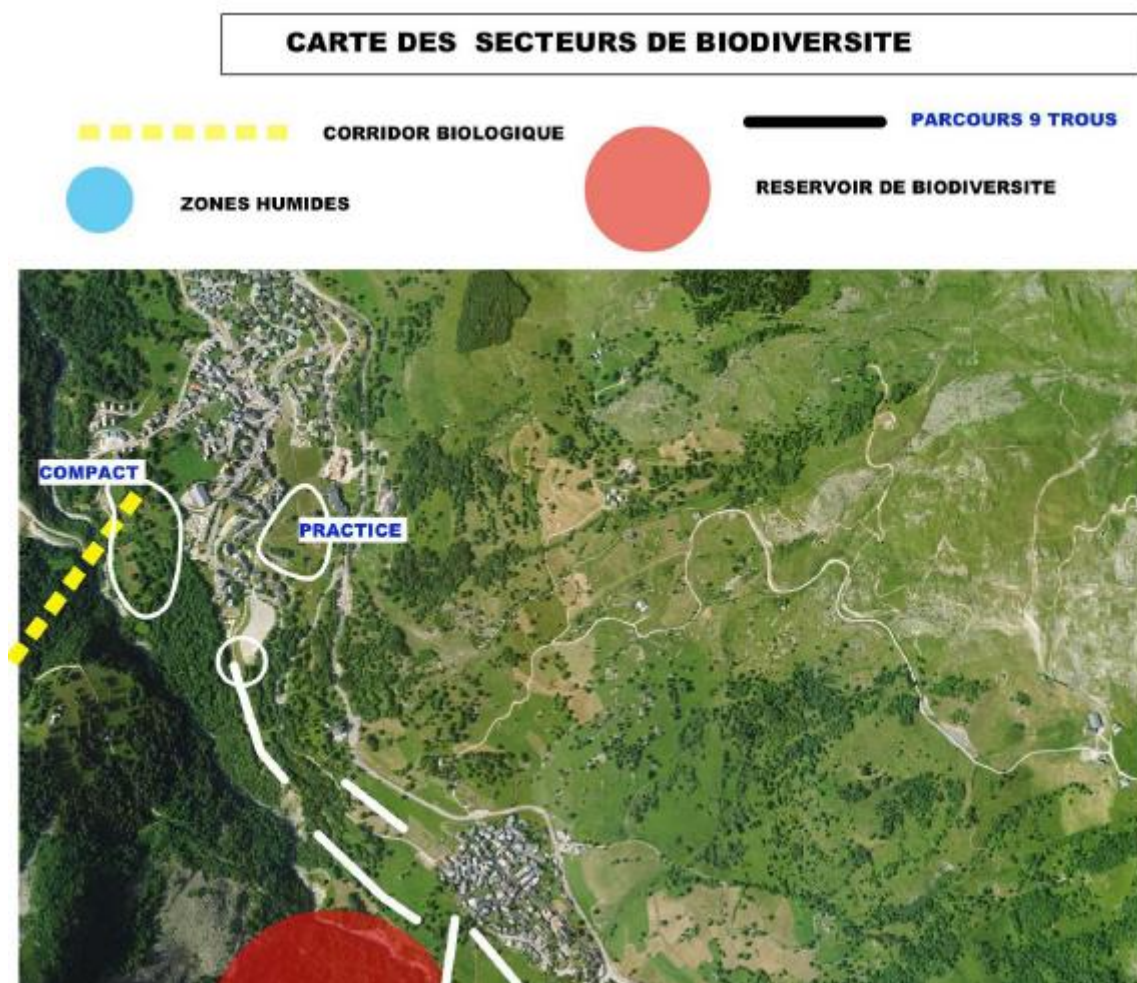 CARTE DES SECTEURS DE BIODIVERSITE
CORRIDOR BIOLOGIQUE
PARCOURS 9 TROUS
ZONES HUMIDES
RESERVOIR DE BIODIVERSITE
COMPACT
PRACTICE